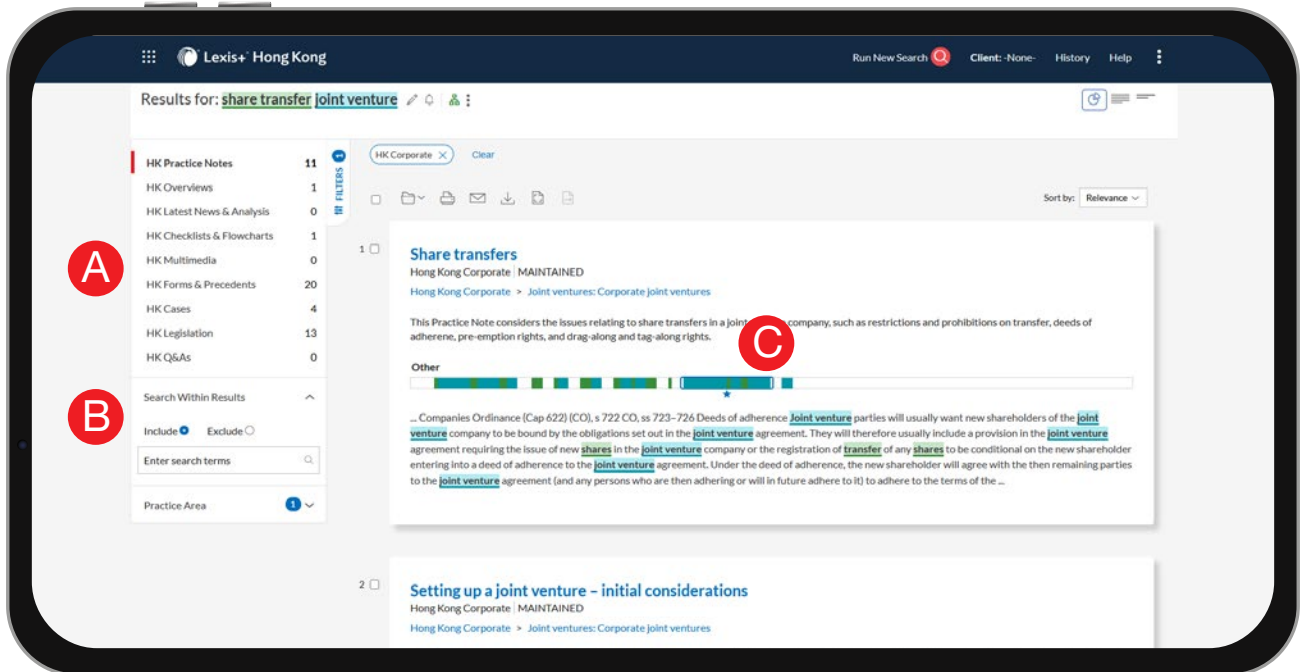 Lexis+ Hong Kong
Run New Search Client: -None- History Help
Results for: share transfer joint venture
HK Practice Notes 11
HK Overviews 1
HK Latest News & Analysis 0
HK Checklists & Flowcharts 1
HK Multimedia 0
HK Forms & Precedents 20
HK Cases 4
HK Legislation 13
HK Q&As 0
A
Search Within Results
B
Include Exclude
Enter search terms
Practice Area 1
FILTERS 1
HK Corporate Clear
Sort by: Relevance
1
Share transfers
Hong Kong Corporate MAINTAINED
Hong Kong Corporate > Joint ventures: Corporate joint ventures
This Practice Note considers the issues relating to share transfers in a joint company, such as restrictions and prohibitions on transfer, deeds of
adherene, pre-emption rights, and drag-along and tag-along rights.
C
Other
... Companies Ordinance (Cap 622) (CO), s 722 CO, ss 723–726 Deeds of adherence Joint venture parties will usually want new shareholders of the joint
venture company to be bound by the obligations set out in the joint venture agreement. They will therefore usually include a provision in the joint venture
agreement requiring the issue of new shares in the joint venture company or the registration of transfer of any shares to be conditional on the new shareholder
entering into a deed of adherence to the joint venture agreement. Under the deed of adherence, the new shareholder will agree with the then remaining parties
to the joint venture agreement (and any persons who are then adhering or will in future adhere to it) to adhere to the terms of the ...
2
Setting up a joint venture – initial considerations
Hong Kong Corporate MAINTAINED
Hong Kong Corporate > Joint ventures: Corporate joint ventures